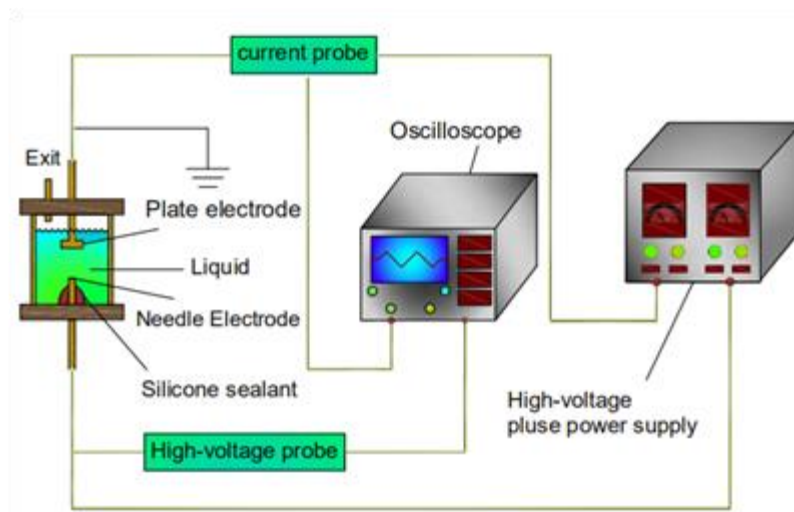 current probe
Oscilloscope
Exit
Plate electrode
Liquid
Needle Electrode
Silicone sealant
High-voltage
pluse power supply
High-voltage probe